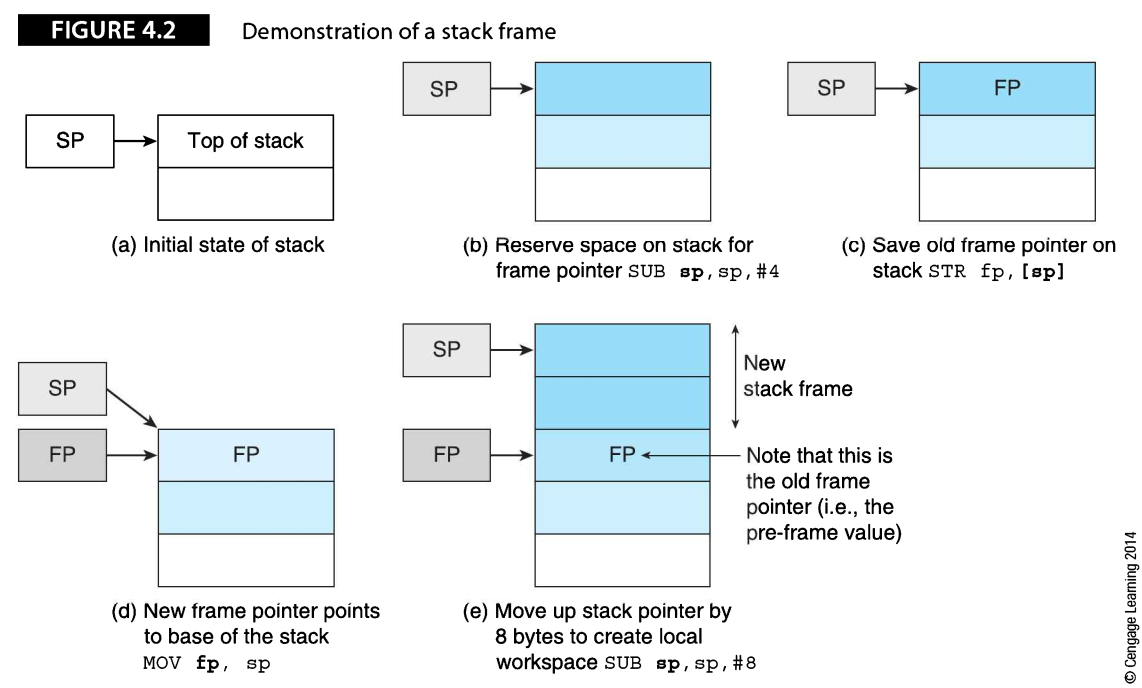 FIGURE 4.2 Demonstration of a stack frame
SP
Top of stack
(a) Initial state of stack
SP
(b) Reserve space on stack for
frame pointer SUB sp,sp,#4
SP
FP
(c) Save old frame pointer on
stack STR fp,[sp]
SP
FP
FP
(d) New frame pointer points
to base of the stack
MOV fp, sp
SP
New
stack frame
FP
FP
Note that this is
the old frame
pointer (i.e., the
pre-frame value)
(e) Move up stack pointer by
8 bytes to create local
workspace SUB sp,sp,#8
© Cengage Learning 2014